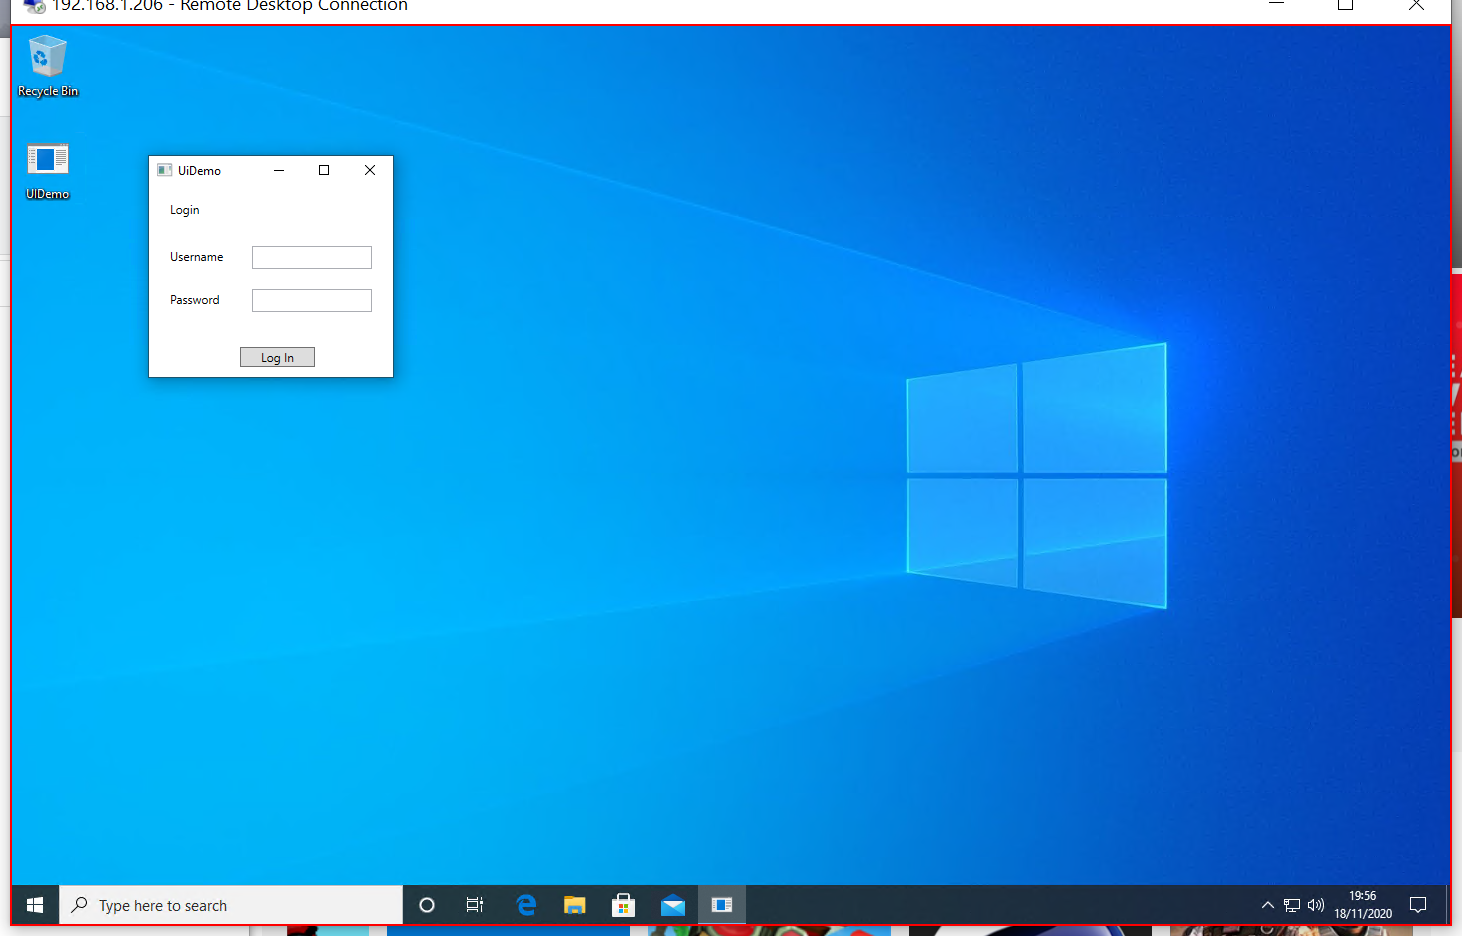 192.168.1.206 - Remote Desktop Connection
Recycle Bin
UIDemo
UiDemo
Login
Username
Password
Log In
Type here to search
19:56
18/11/2020